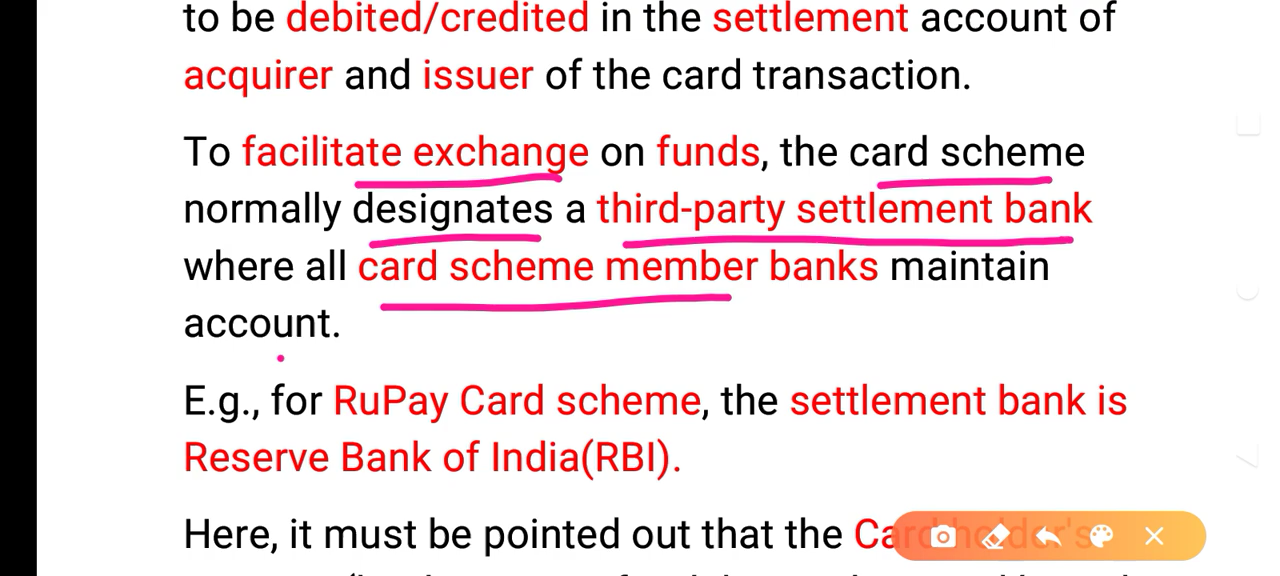 to be debited/credited in the settlement account of
acquirer and issuer of the card transaction.
To facilitate exchange on funds, the card scheme
normally designates a third-party settlement bank
where all card scheme member banks maintain
account.
E.g., for RuPay Card scheme, the settlement bank is
Reserve Bank of India(RBI).
Here, it must be pointed out that the Cardholder's